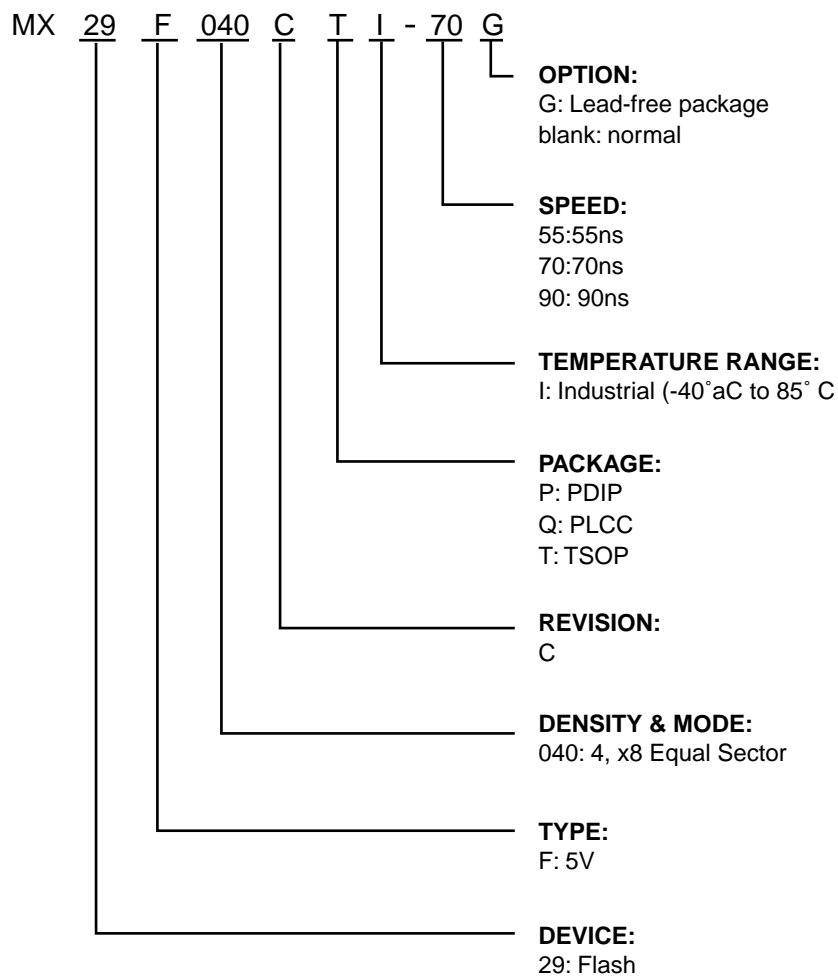 MX 29 F 040 C T I - 70 G
OPTION:
G: Lead-free package
blank: normal
SPEED:
55:55ns
70:70ns
90: 90ns
TEMPERATURE RANGE:
I: Industrial (-40˚aC to 85˚ C
PACKAGE:
P: PDIP
Q: PLCC
T: TSOP
REVISION:
C
DENSITY & MODE:
040: 4, x8 Equal Sector
TYPE:
F: 5V
DEVICE:
29: Flash